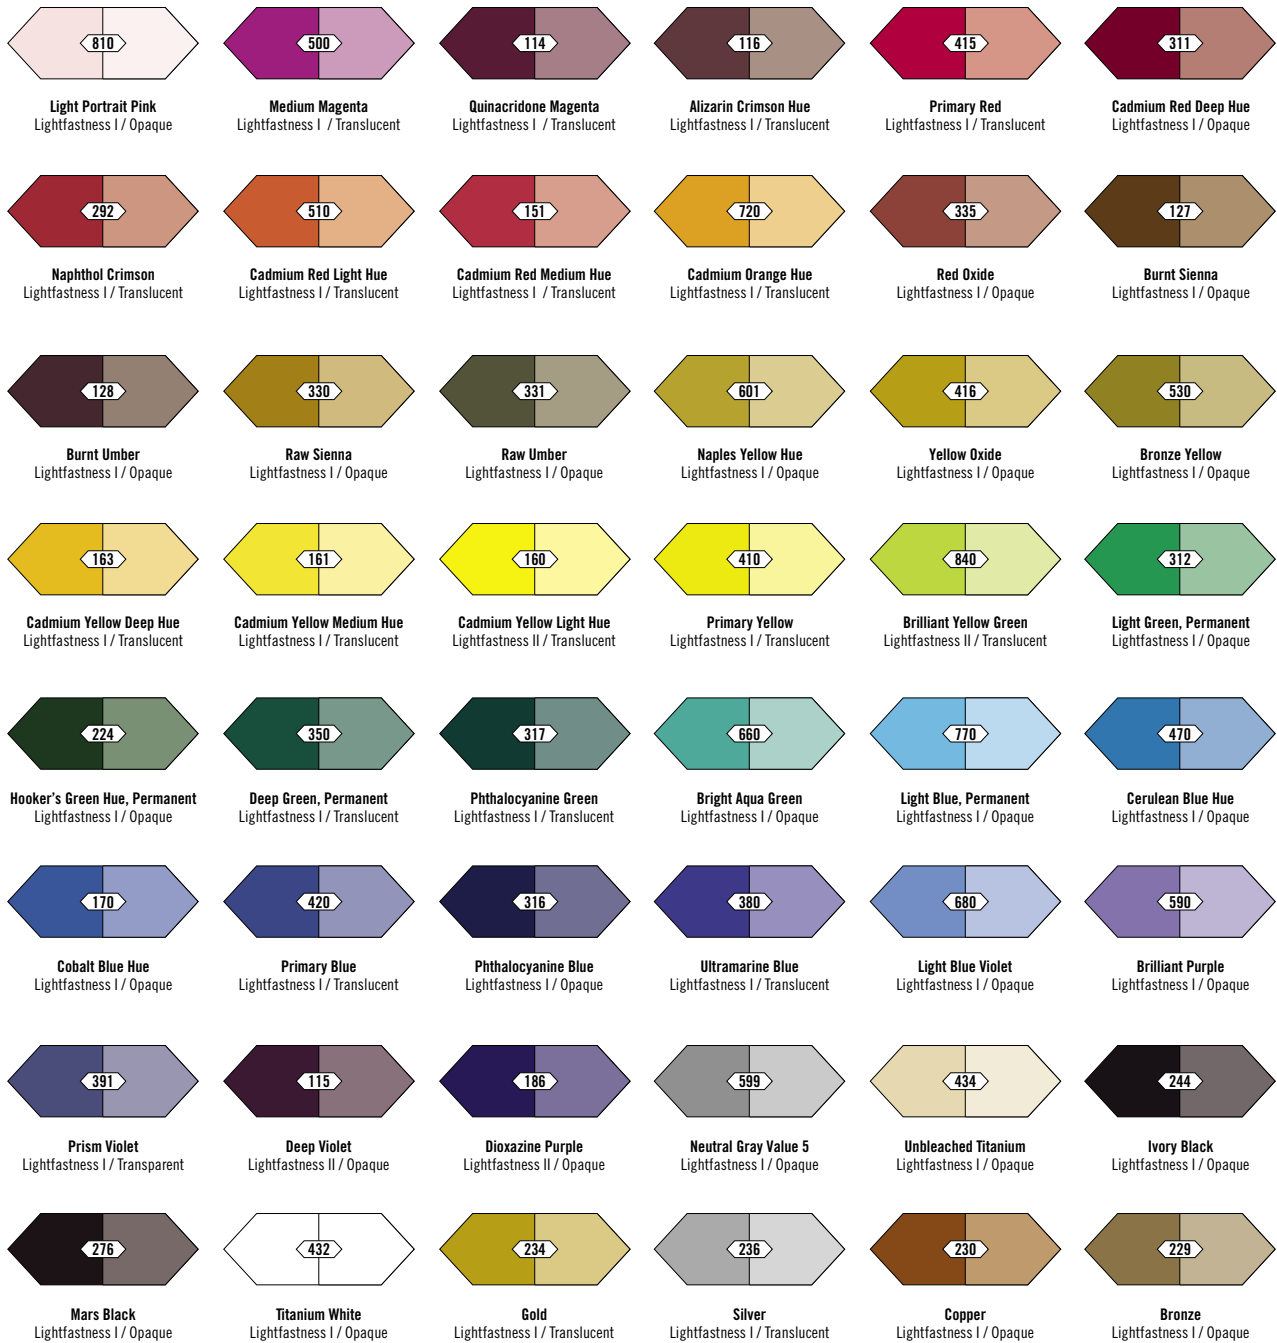 810 500 114 116 415 311
Light Portrait Pink Medium Magenta Quinacridone Magenta Alizarin Crimson Hue Primary Red Cadmium Red Deep Hue
Lightfastness I / Opaque Lightfastness I / Translucent Lightfastness I / Translucent Lightfastness I / Translucent Lightfastness I / Translucent Lightfastness I / Opaque
292 510 151 720 335 127
Naphthol Crimson Cadmium Red Light Hue Cadmium Red Medium Hue Cadmium Orange Hue Red Oxide Burnt Sienna
Lightfastness I / Translucent Lightfastness I / Translucent Lightfastness I / Translucent Lightfastness I / Translucent Lightfastness I / Opaque Lightfastness I / Opaque
128 330 331 601 416 530
Burnt Umber Raw Sienna Raw Umber Naples Yellow Hue Yellow Oxide Bronze Yellow
Lightfastness I / Opaque Lightfastness I / Opaque Lightfastness I / Opaque Lightfastness I / Opaque Lightfastness I / Opaque Lightfastness I / Opaque
163 161 160 410 840 312
Cadmium Yellow Deep Hue Cadmium Yellow Medium Hue Cadmium Yellow Light Hue Primary Yellow Brilliant Yellow Green Light Green, Permanent
Lightfastness I / Translucent Lightfastness I / Translucent Lightfastness II / Translucent Lightfastness I / Translucent Lightfastness II / Translucent Lightfastness I / Opaque
224 350 317 660 770 470
Hooker's Green Hue, Permanent Deep Green, Permanent Phthalocyanine Green Bright Aqua Green Light Blue, Permanent Cerulean Blue Hue
Lightfastness I / Opaque Lightfastness I / Translucent Lightfastness I / Translucent Lightfastness I / Opaque Lightfastness I / Opaque Lightfastness I / Opaque
170 420 316 380 680 590
Cobalt Blue Hue Primary Blue Phthalocyanine Blue Ultramarine Blue Light Blue Violet Brilliant Purple
Lightfastness I / Opaque Lightfastness I / Translucent Lightfastness I / Opaque Lightfastness I / Translucent Lightfastness I / Opaque Lightfastness I / Opaque
391 115 186 599 434 244
Prism Violet Deep Violet Dioxazine Purple Neutral Gray Value 5 Unbleached Titanium Ivory Black
Lightfastness I / Transparent Lightfastness II / Opaque Lightfastness II / Opaque Lightfastness I / Opaque Lightfastness I / Opaque Lightfastness I / Opaque
276 432 234 236 230 229
Mars Black Titanium White Gold Silver Copper Bronze
Lightfastness I / Opaque Lightfastness I / Opaque Lightfastness I / Translucent Lightfastness I / Translucent Lightfastness I / Opaque Lightfastness I / Opaque